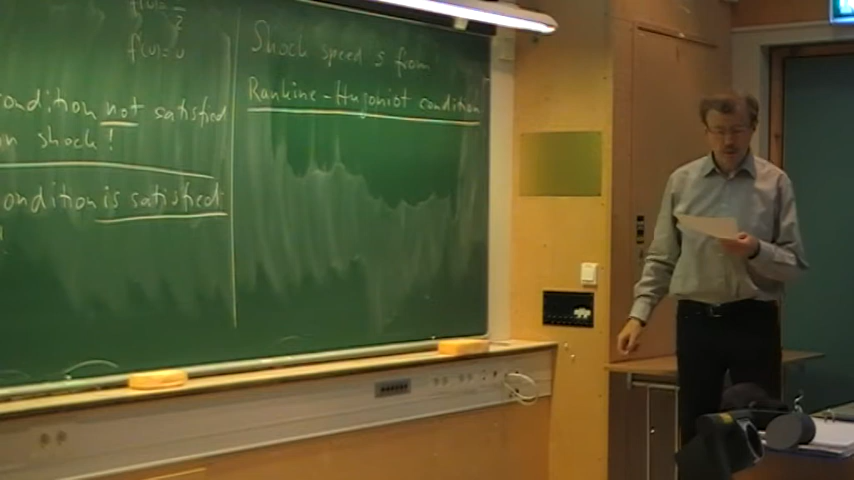 f'(u)=u
ondition not satisfied
n shock!
ondition is satisfied
Shock speed s from
Rankine-Hugoniot condition